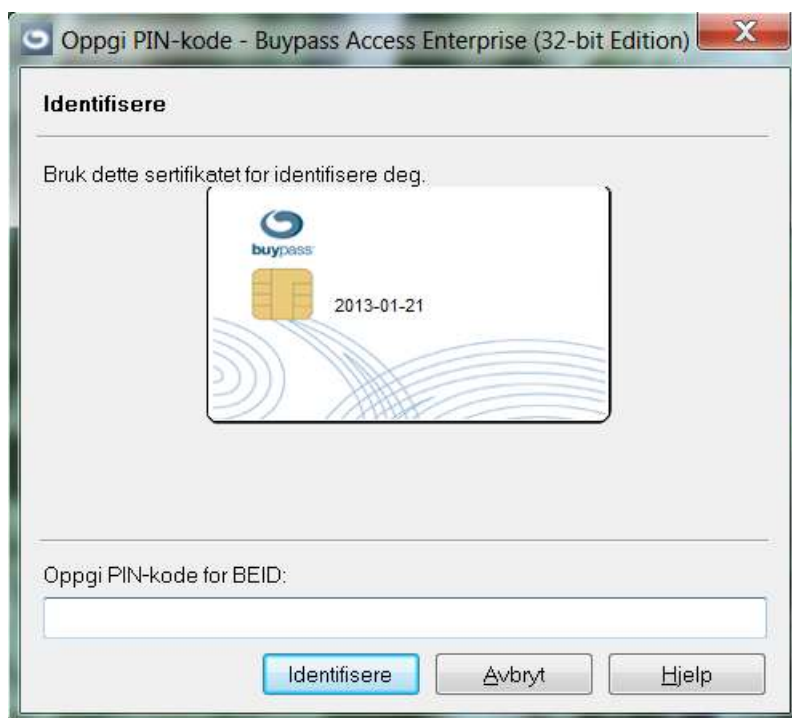 Oppgi PIN-kode - Buypass Access Enterprise (32-bit Edition)
Identifisere
Bruk dette sertifikatet for identifisere deg.
buypass
2013-01-21
Oppgi PIN-kode for BEID:
Identifisere Avbryt Hjelp